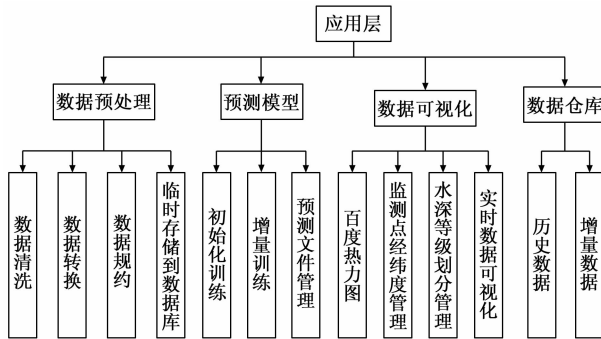 应用层
数据预处理
预测模型
数据可视化
数据仓库
数据清洗
数据转换
数据规约
临时存储到数据库
初始化训练
增量训练
预测文件管理
百度热力图
监测点经纬度管理
水深等级划分管理
实时数据可视化
历史数据
增量数据